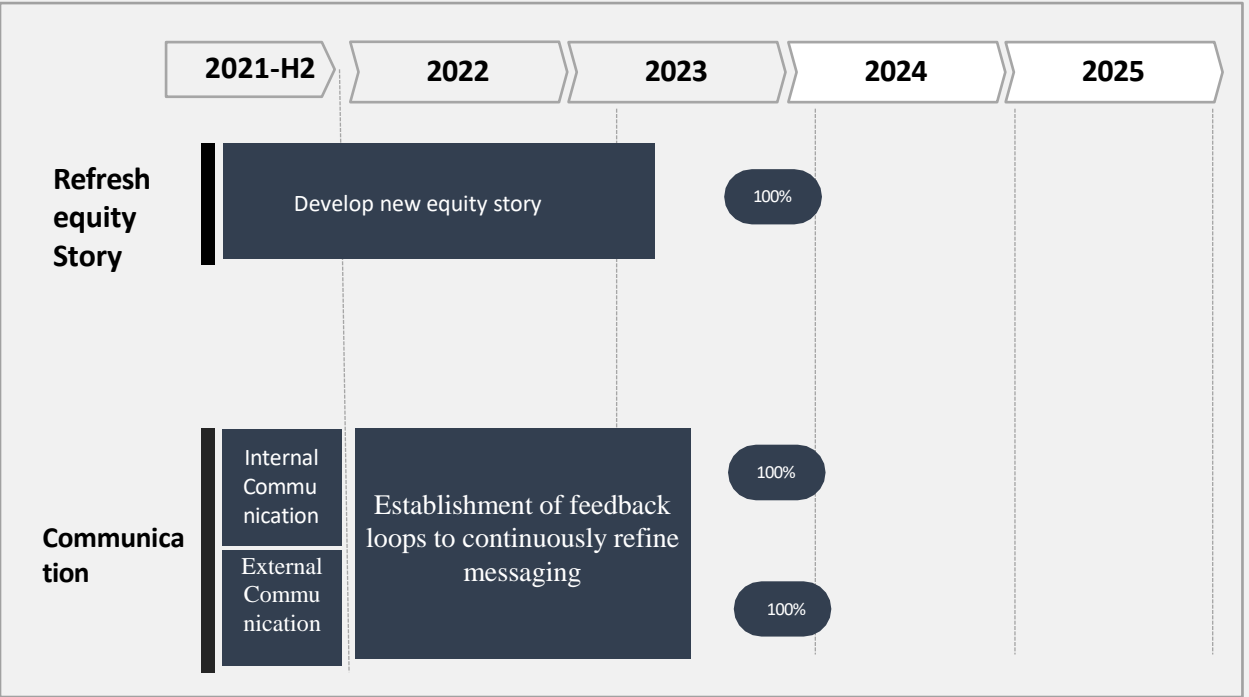 2021-H2
2022
2023
2024
2025
Refresh
equity
Story
Develop new equity story
100%
Communica
tion
Internal
Commu
nication
External
Commu
nication
Establishment of feedback
loops to continuously refine
messaging
100%
100%